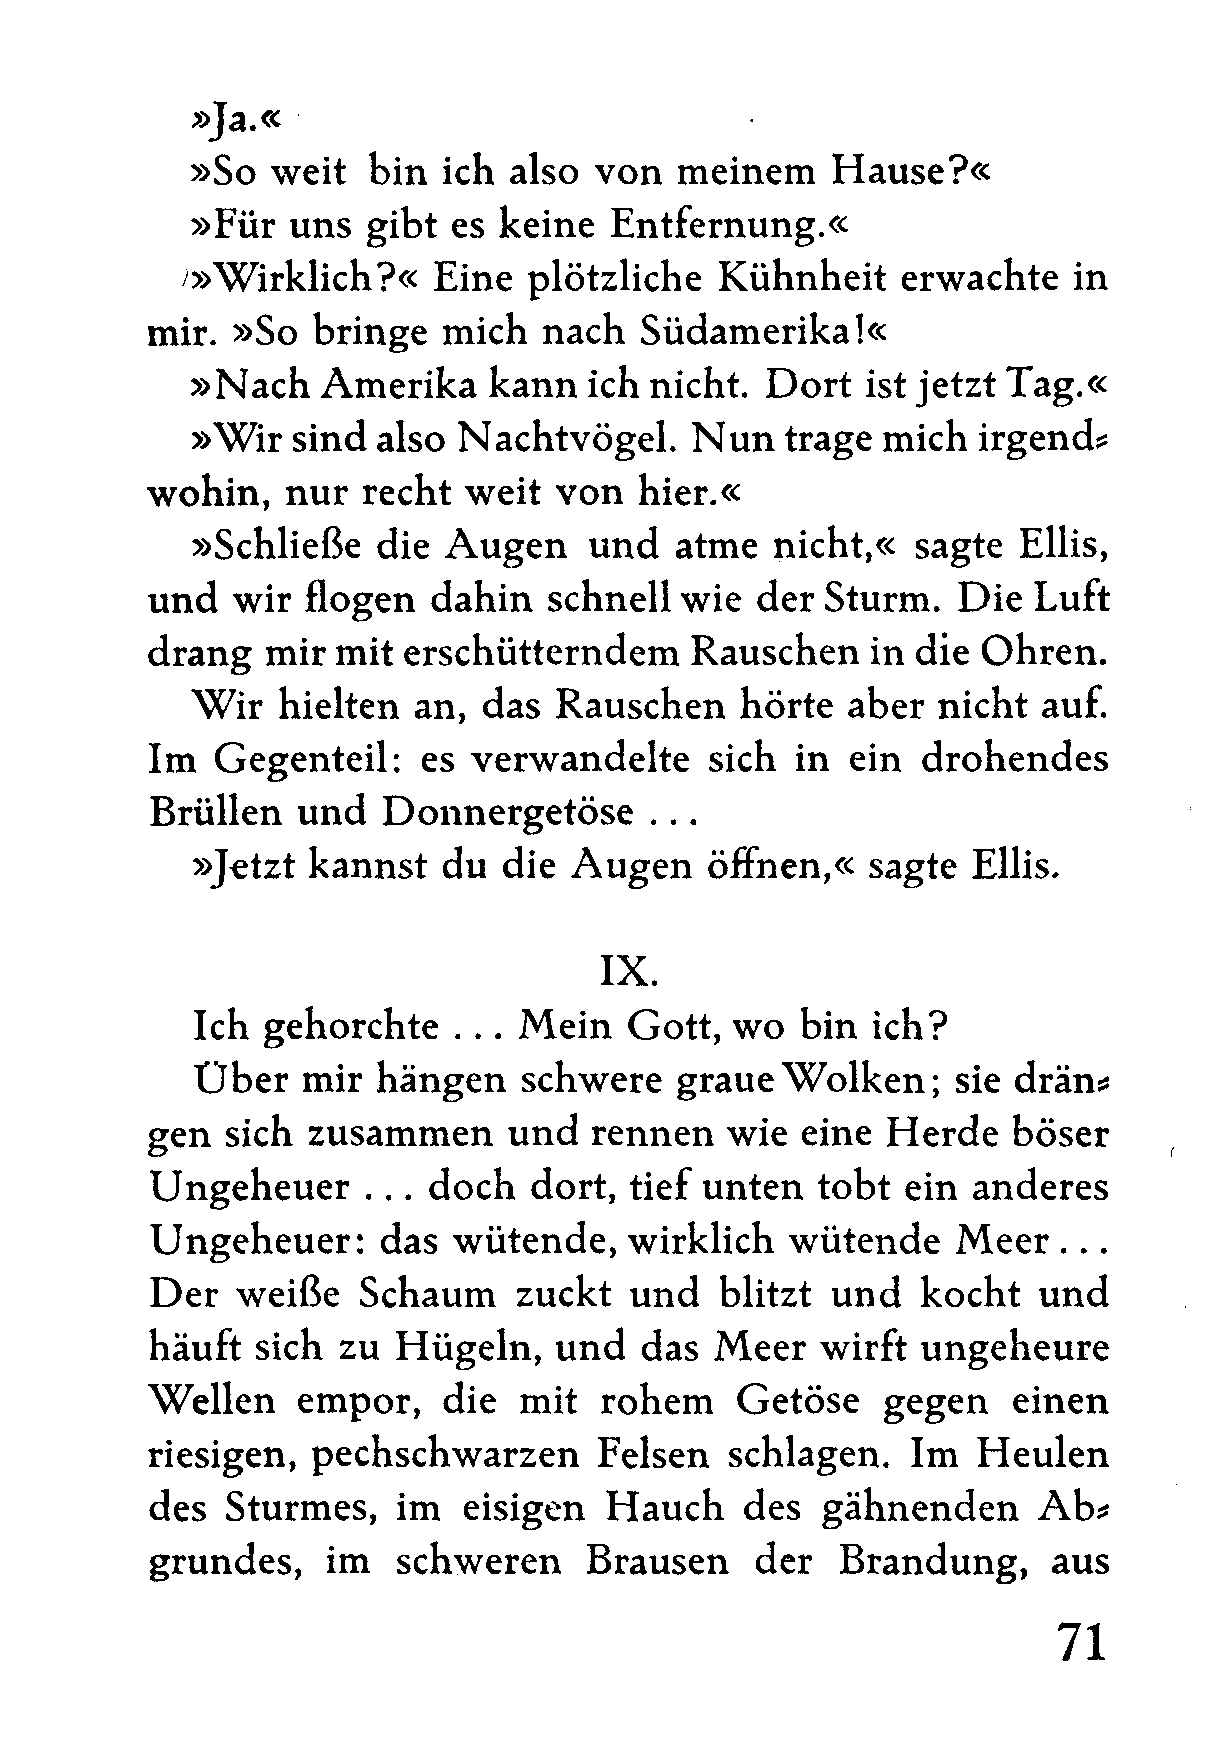 »Ja.«
»So weit bin ich also von meinem Hause?«
»Für uns gibt es keine Entfernung.«
»Wirklich?« Eine plötzliche Kühnheit erwachte in
mir. »So bringe mich nach Südamerika!«
»Nach Amerika kann ich nicht. Dort ist jetzt Tag.«
»Wir sind also Nachtvögel. Nun trage mich irgend-
wohin, nur recht weit von hier.«
»Schließe die Augen und atme nicht,« sagte Ellis,
und wir flogen dahin schnell wie der Sturm. Die Luft
drang mir mit erschütterndem Rauschen in die Ohren.
Wir hielten an, das Rauschen hörte aber nicht auf.
Im Gegenteil: es verwandelte sich in ein drohendes
Brüllen und Donnergetöse ...
»Jetzt kannst du die Augen öffnen,« sagte Ellis.
IX.
Ich gehorchte ... Mein Gott, wo bin ich?
Über mir hängen schwere graue Wolken; sie drän-
gen sich zusammen und rennen wie eine Herde böser
Ungeheuer ... doch dort, tief unten tobt ein anderes
Ungeheuer: das wütende, wirklich wütende Meer ...
Der weiße Schaum zuckt und blitzt und kocht und
häuft sich zu Hügeln, und das Meer wirft ungeheure
Wellen empor, die mit rohem Getöse gegen einen
riesigen, pechschwarzen Felsen schlagen. Im Heulen
des Sturmes, im eisigen Hauch des gähnenden Ab-
grundes, im schweren Brausen der Brandung, aus
71